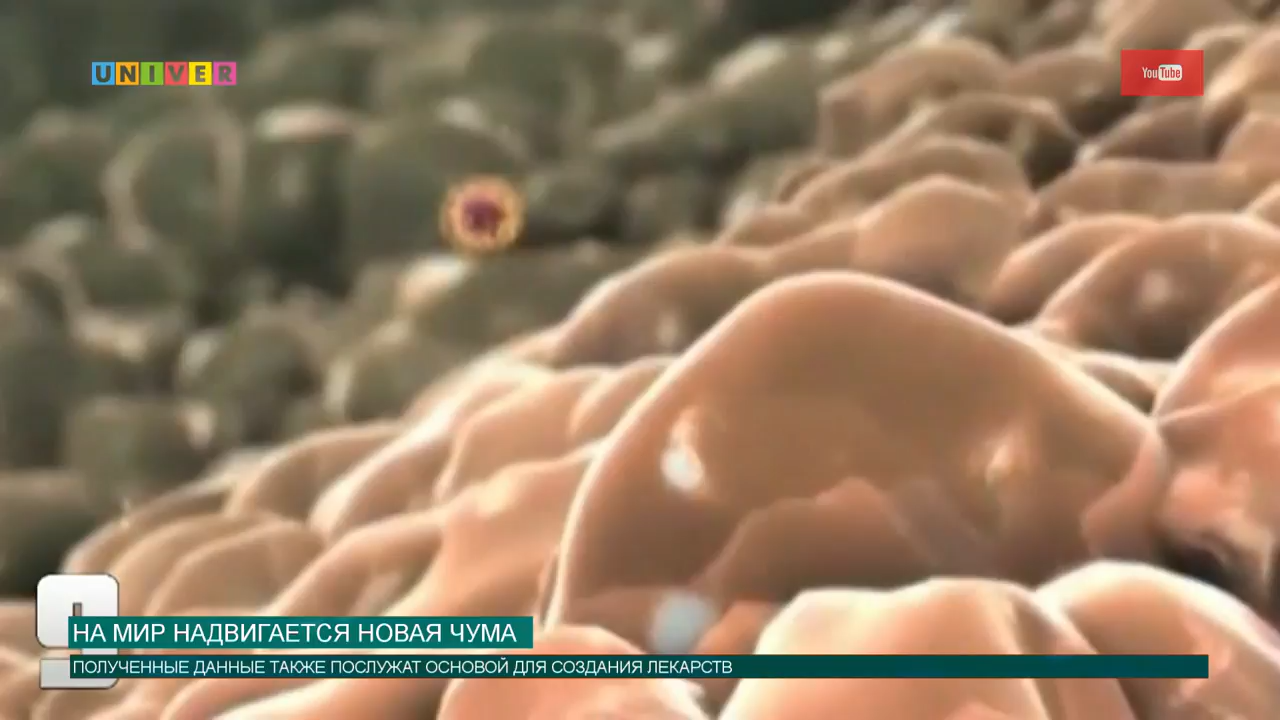 UNIVER
YouTube
НА МИР НАДВИГАЕТСЯ НОВАЯ ЧУМА
ПОЛУЧЕННЫЕ ДАННЫЕ ТАКЖЕ ПОСЛУЖАТ ОСНОВОЙ ДЛЯ СОЗДАНИЯ ЛЕКАРСТВ